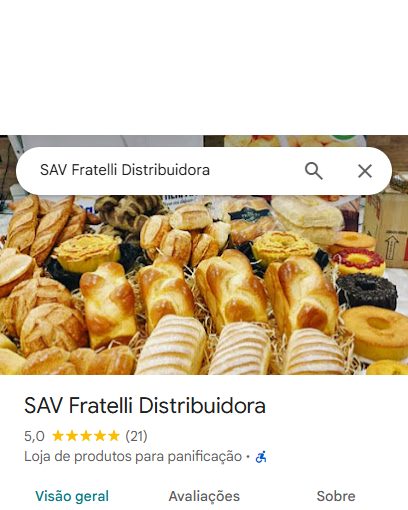 SAV Fratelli Distribuidora
SAV Fratelli Distribuidora
5,0 (21)
Loja de produtos para panificação ·
Visão geral Avaliações Sobre